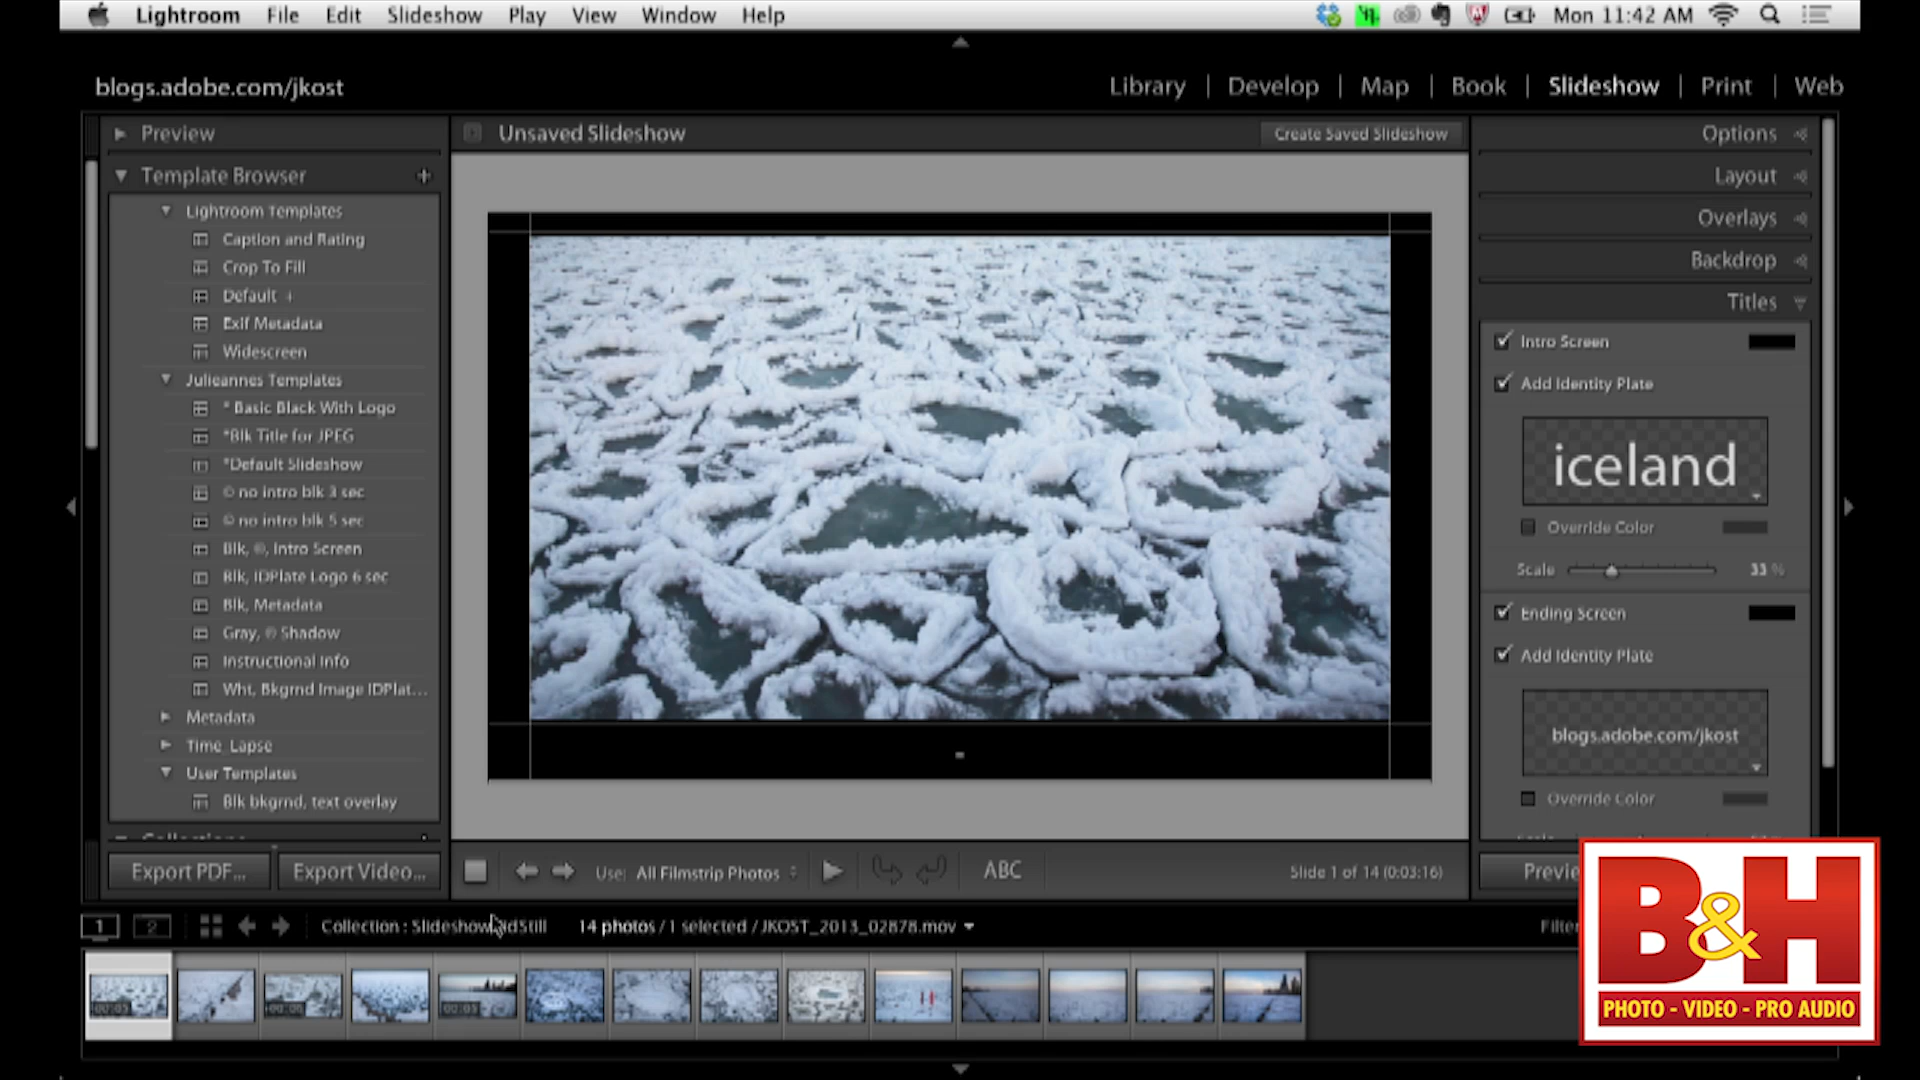 Lightroom File Edit Slideshow Play View Window Help Mon 11:42 AM
blogs.adobe.com/jkost
Library | Develop | Map | Book | Slideshow | Print | Web
Preview
Template Browser
Lightroom Templates
Caption and Rating
Crop To Fill
Default +
Exif Metadata
Widescreen
Julieannes Templates
* Basic Black With Logo
*Blk Title for JPEG
*Default Slideshow
© no intro blk 3 sec
© no intro blk 5 sec
Blk, ©, Intro Screen
Blk, IDPlate Logo 6 sec
Blk, Metadata
Gray, © Shadow
Instructional Info
Wht, Bkgrnd Image IDPlat...
Metadata
Time_Lapse
User Templates
Blk bkgrnd, text overlay
Collections
Export PDF... Export Video...
Unsaved Slideshow Create Saved Slideshow
Use: All Filmstrip Photos ABC Slide 1 of 14 (0:03:16)
Options
Layout
Overlays
Backdrop
Titles
Intro Screen
Add Identity Plate
iceland
Override Color
Scale 33 %
Ending Screen
Add Identity Plate
blogs.adobe.com/jkost
Override Color
1 2 Collection : Slideshow 14 photos / 1 selected / JKOST_2013_02878.mov
Filter
B&H
PHOTO - VIDEO - PRO AUDIO